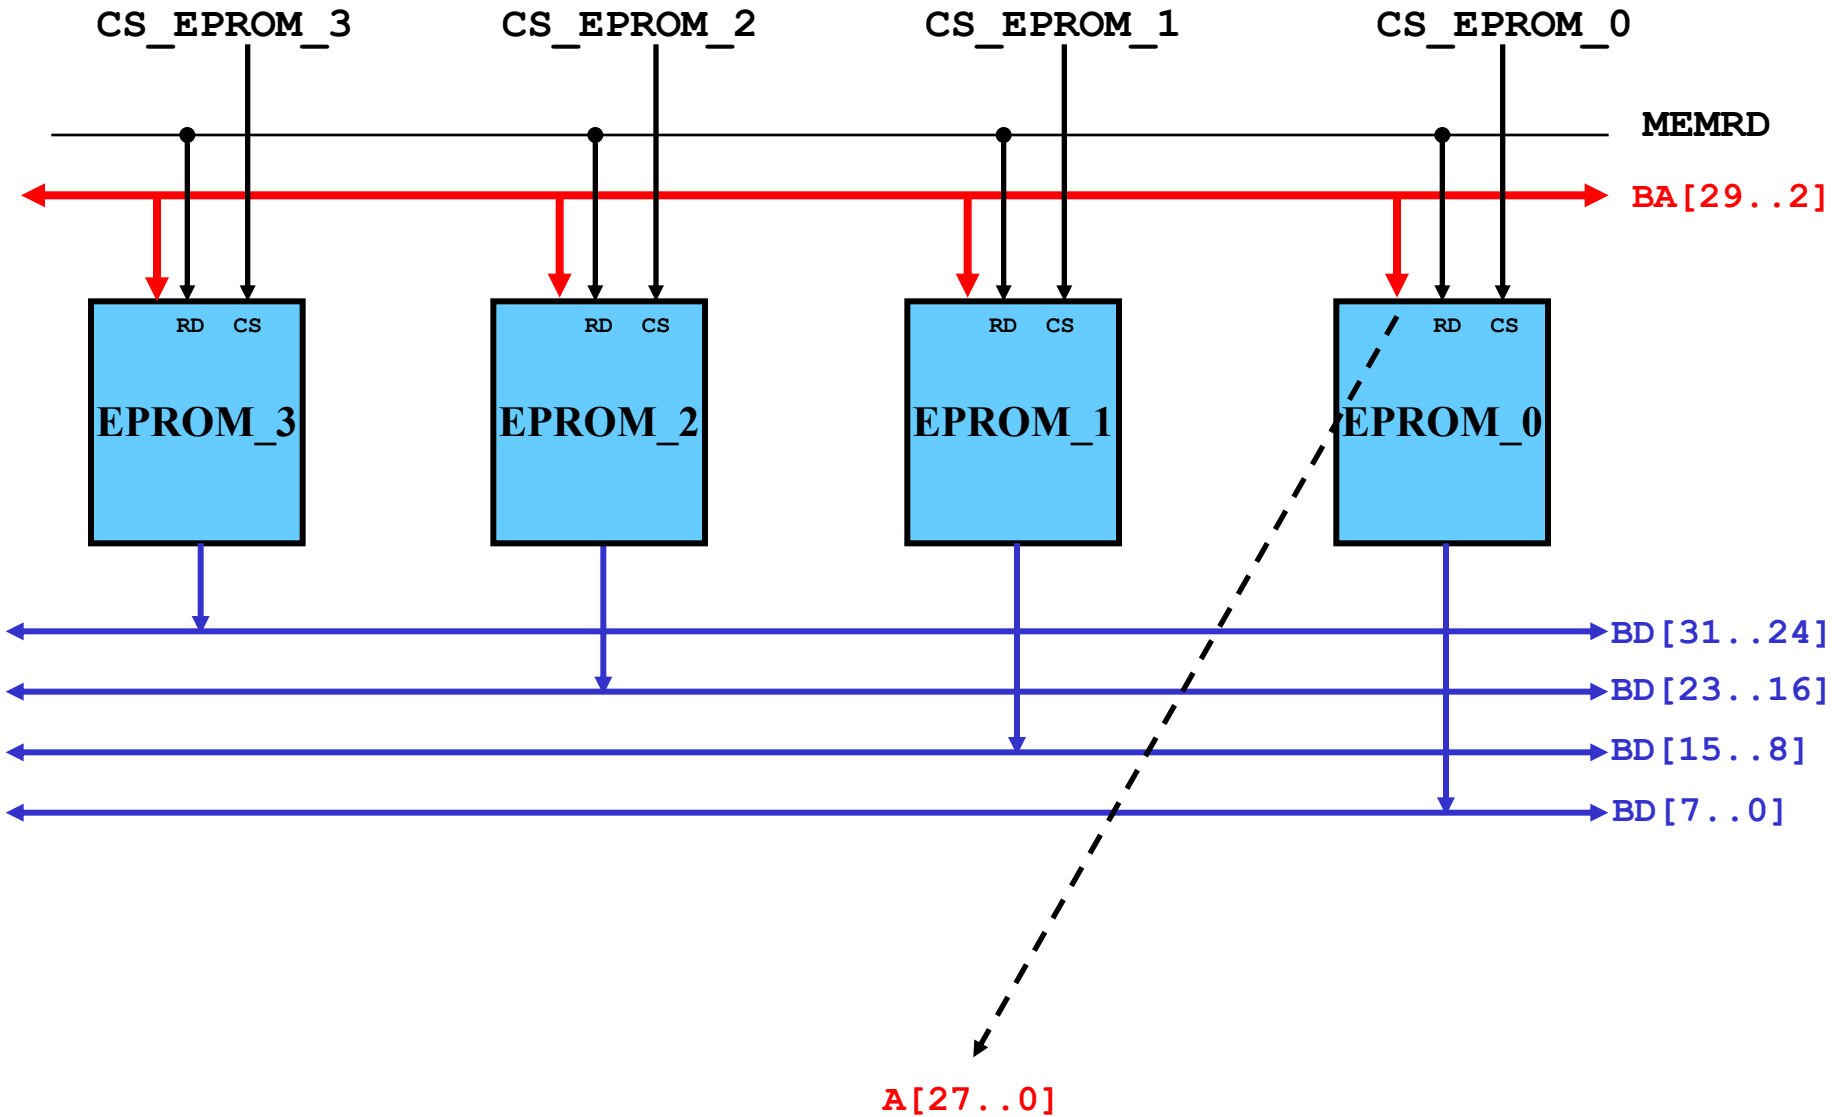 CS_EPROM_3 CS_EPROM_2 CS_EPROM_1 CS_EPROM_0
MEMRD
BA[29..2]
RD CS RD CS RD CS RD CS
EPROM_3 EPROM_2 EPROM_1 EPROM_0
BD[31..24]
BD[23..16]
BD[15..8]
BD[7..0]
A[27..0]